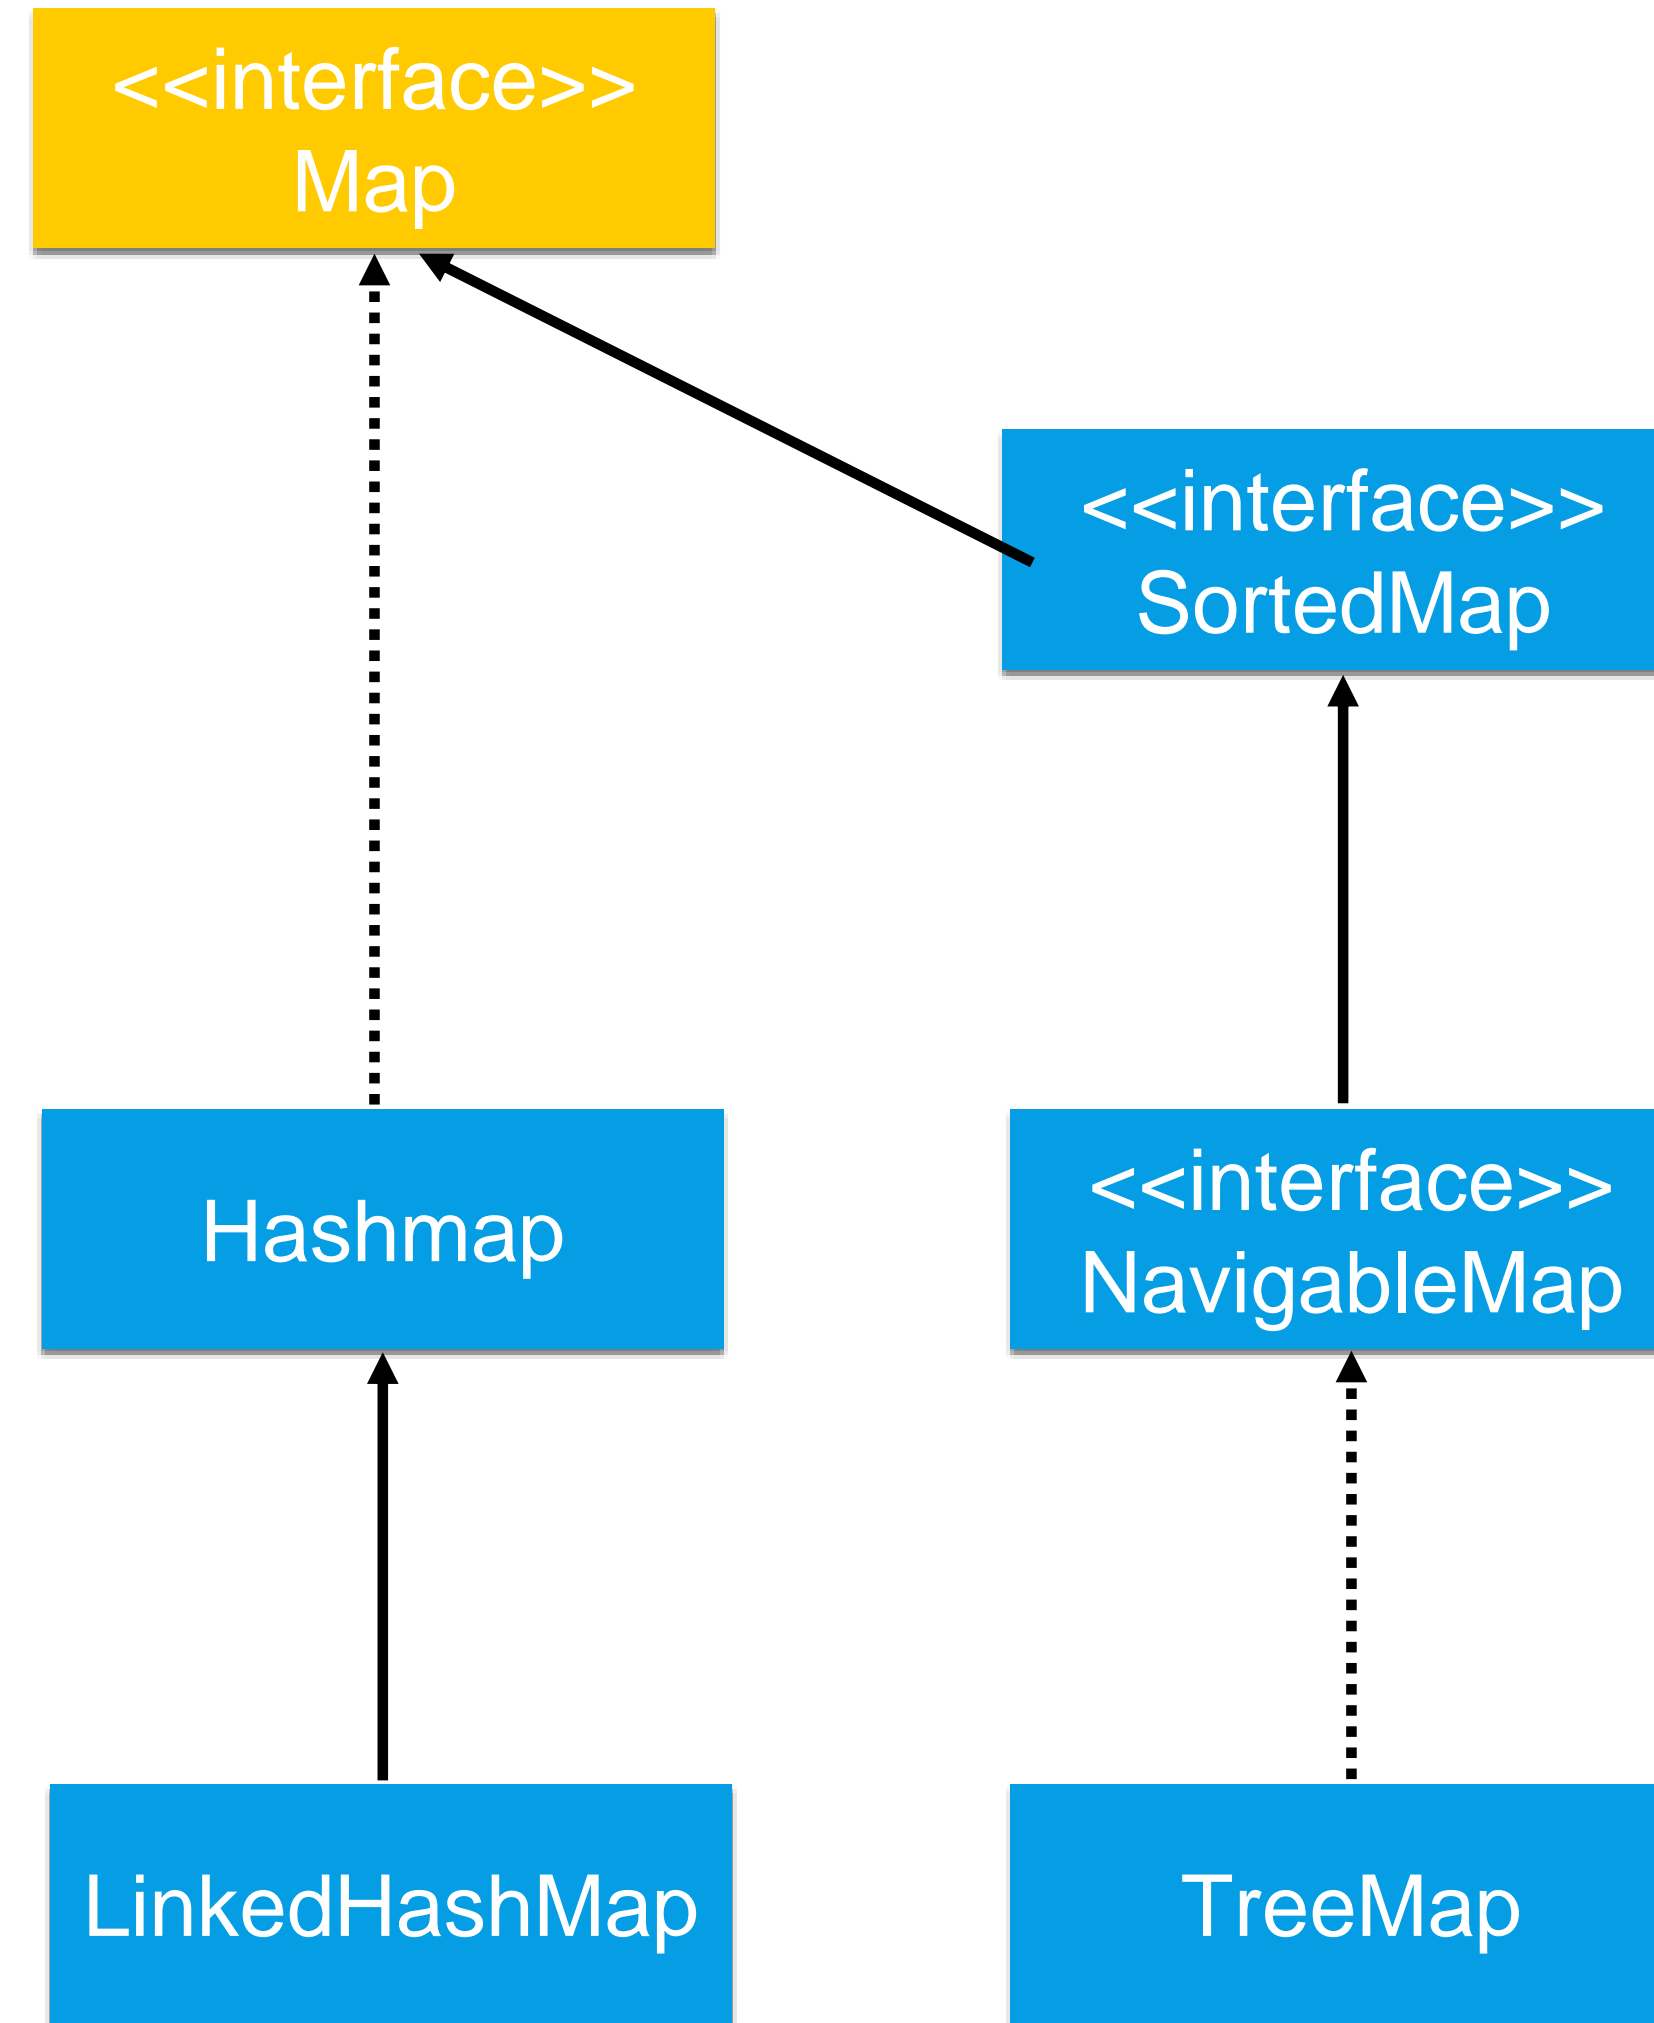 <<interface>>
Map
<<interface>>
SortedMap
Hashmap
<<interface>>
NavigableMap
LinkedHashMap
TreeMap